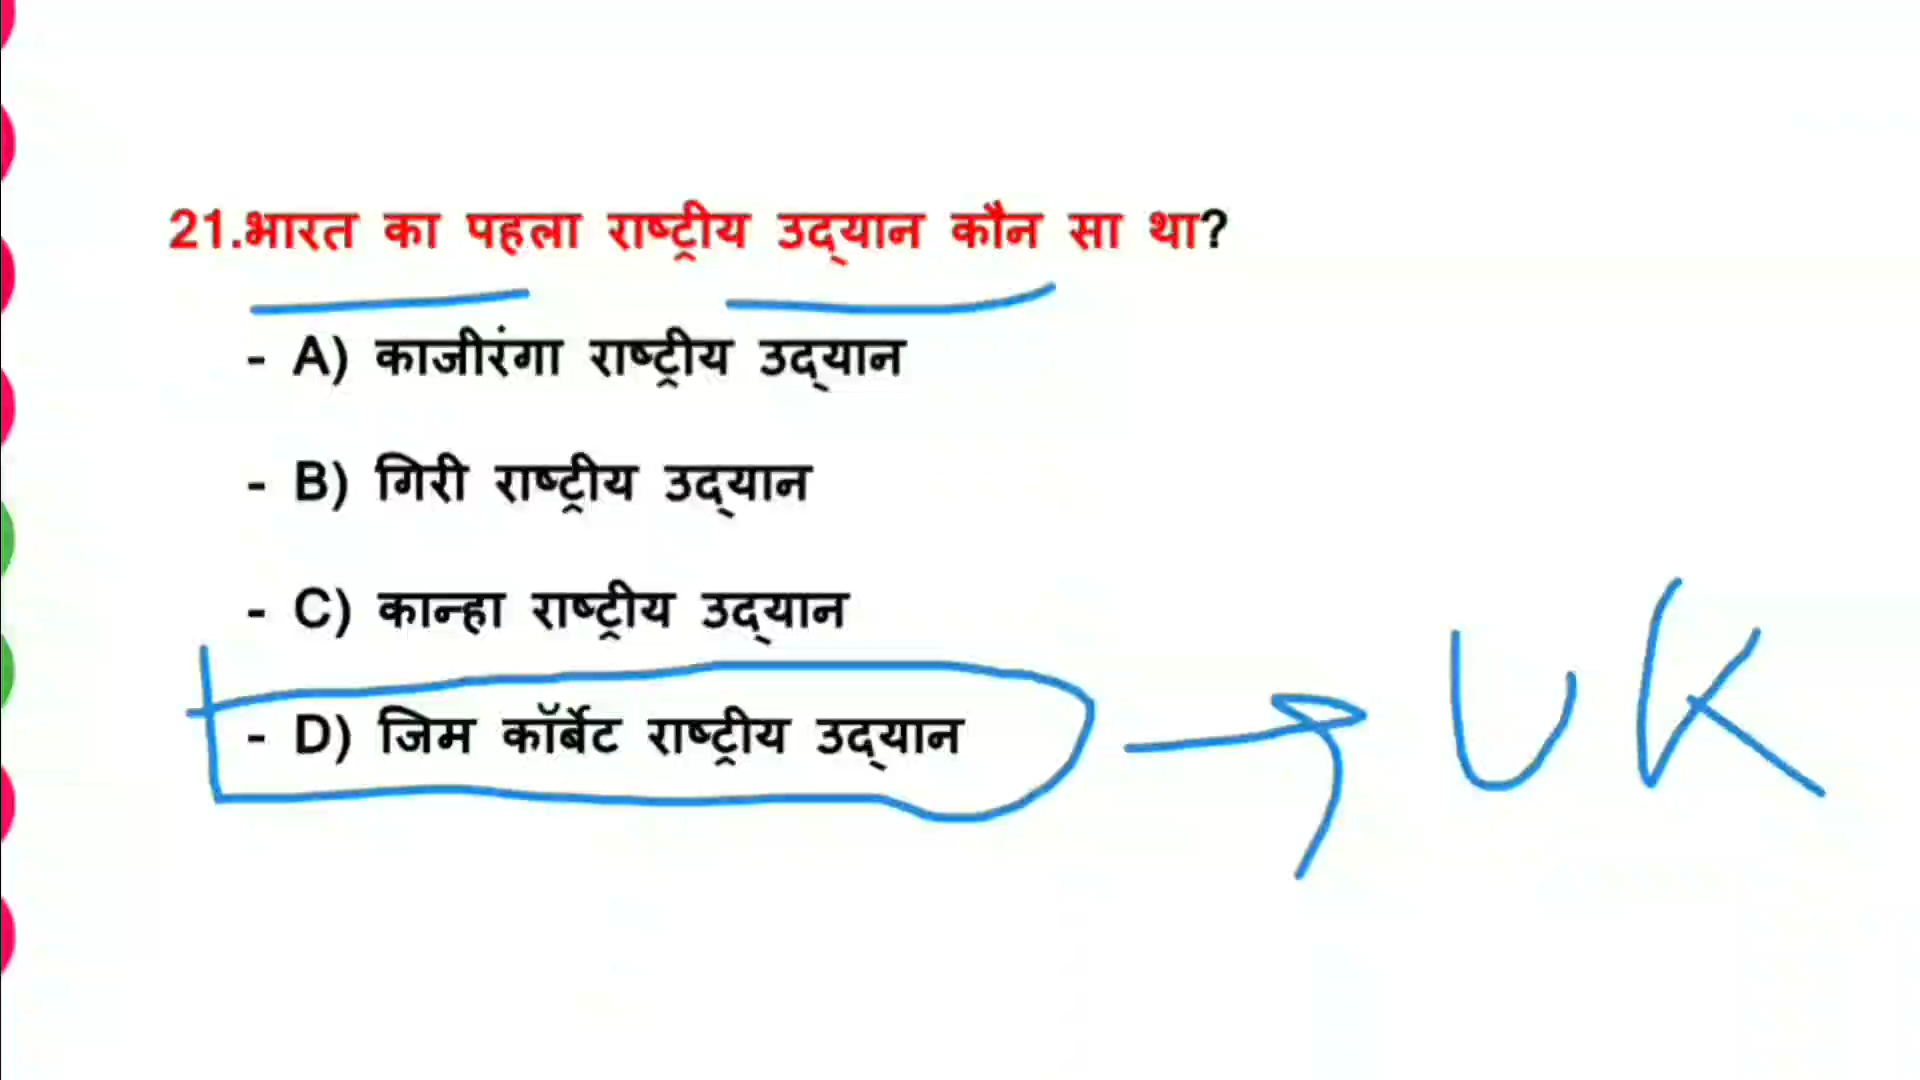 21.भारत का पहला राष्ट्रीय उद्यान कौन सा था?
- A) काजीरंगा राष्ट्रीय उद्यान
- B) गिरी राष्ट्रीय उद्यान
- C) कान्हा राष्ट्रीय उद्यान
- D) जिम कॉर्बेट राष्ट्रीय उद्यान
UK